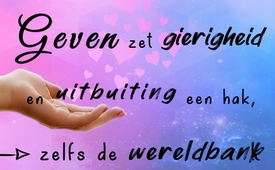 Geven zet gierigheid
en uitbuiting een hak,
zelfs de wereldbank